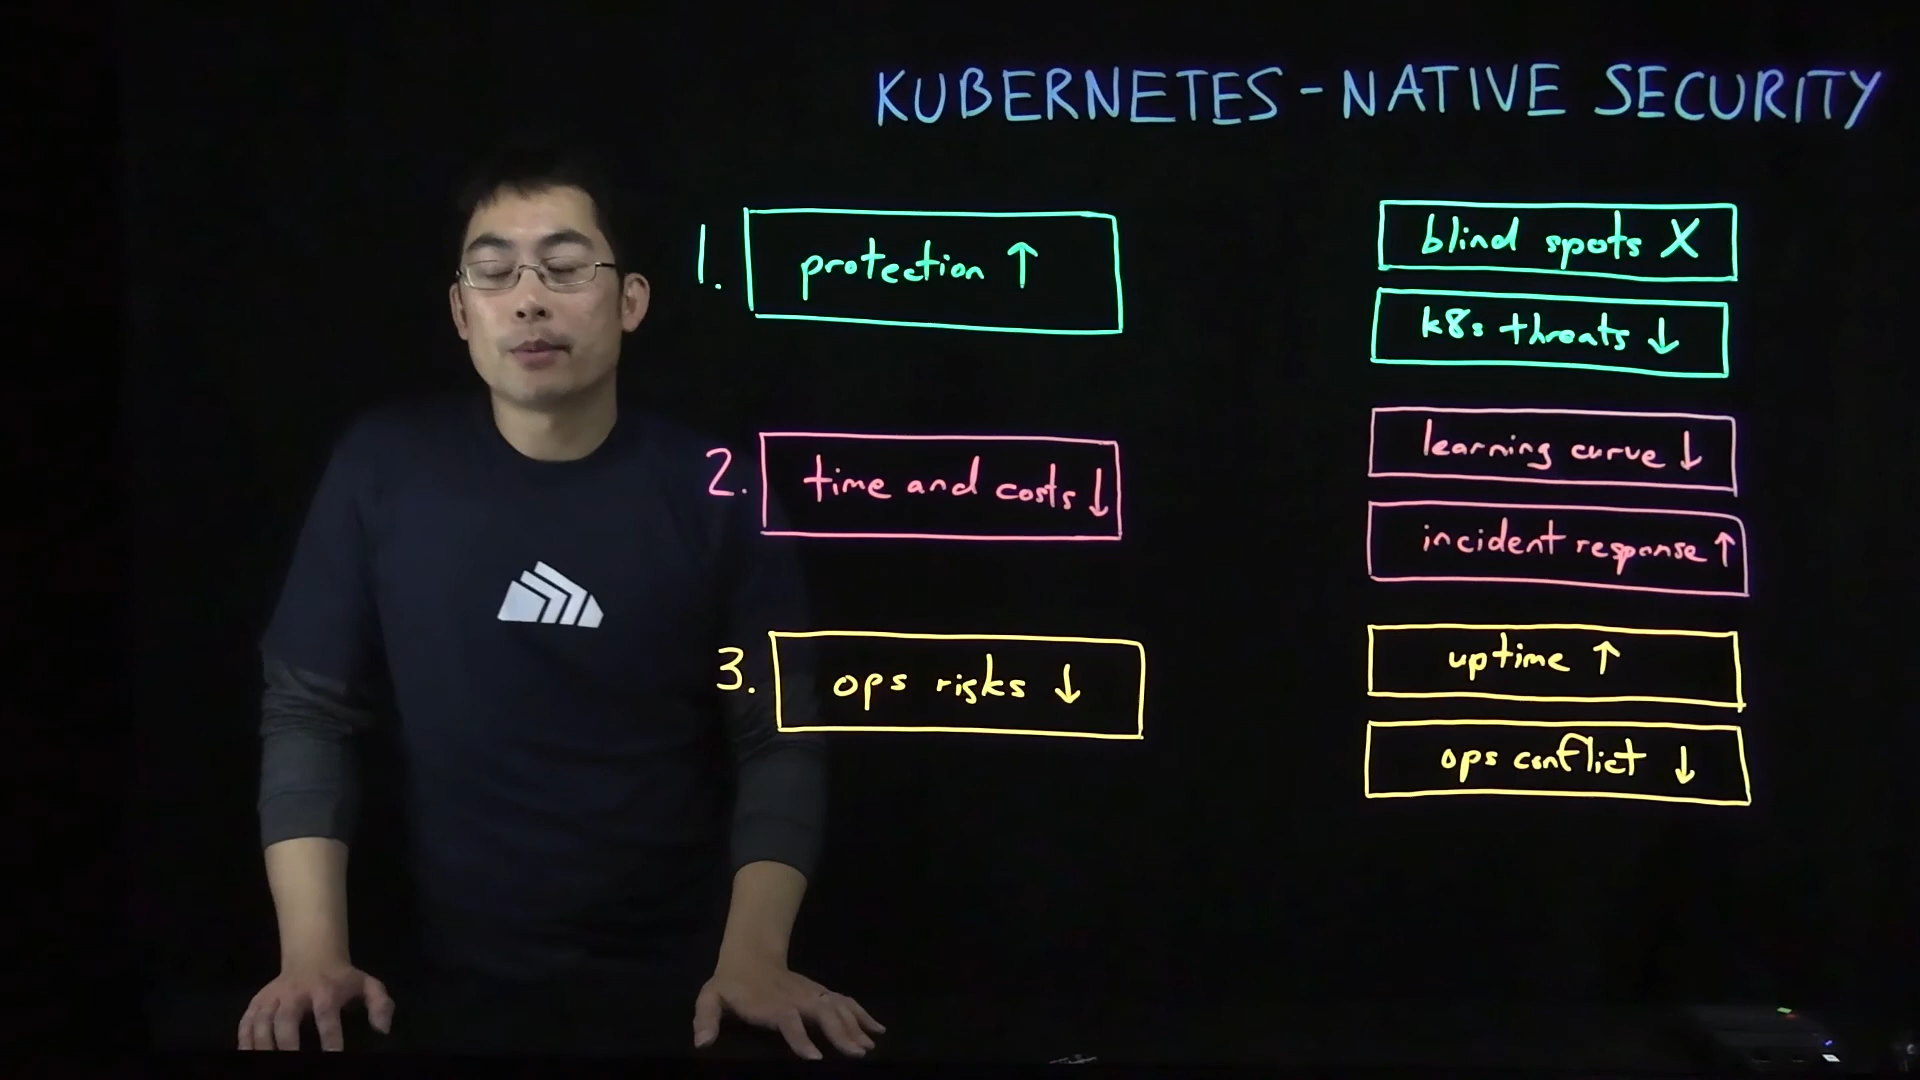 KUBERNETES-NATIVE SECURITY
1. protection ↑
blind spots X
k8s threats ↓
2. time and costs ↓
learning curve ↓
incident response ↑
3. ops risks ↓
uptime ↑
ops conflict ↓